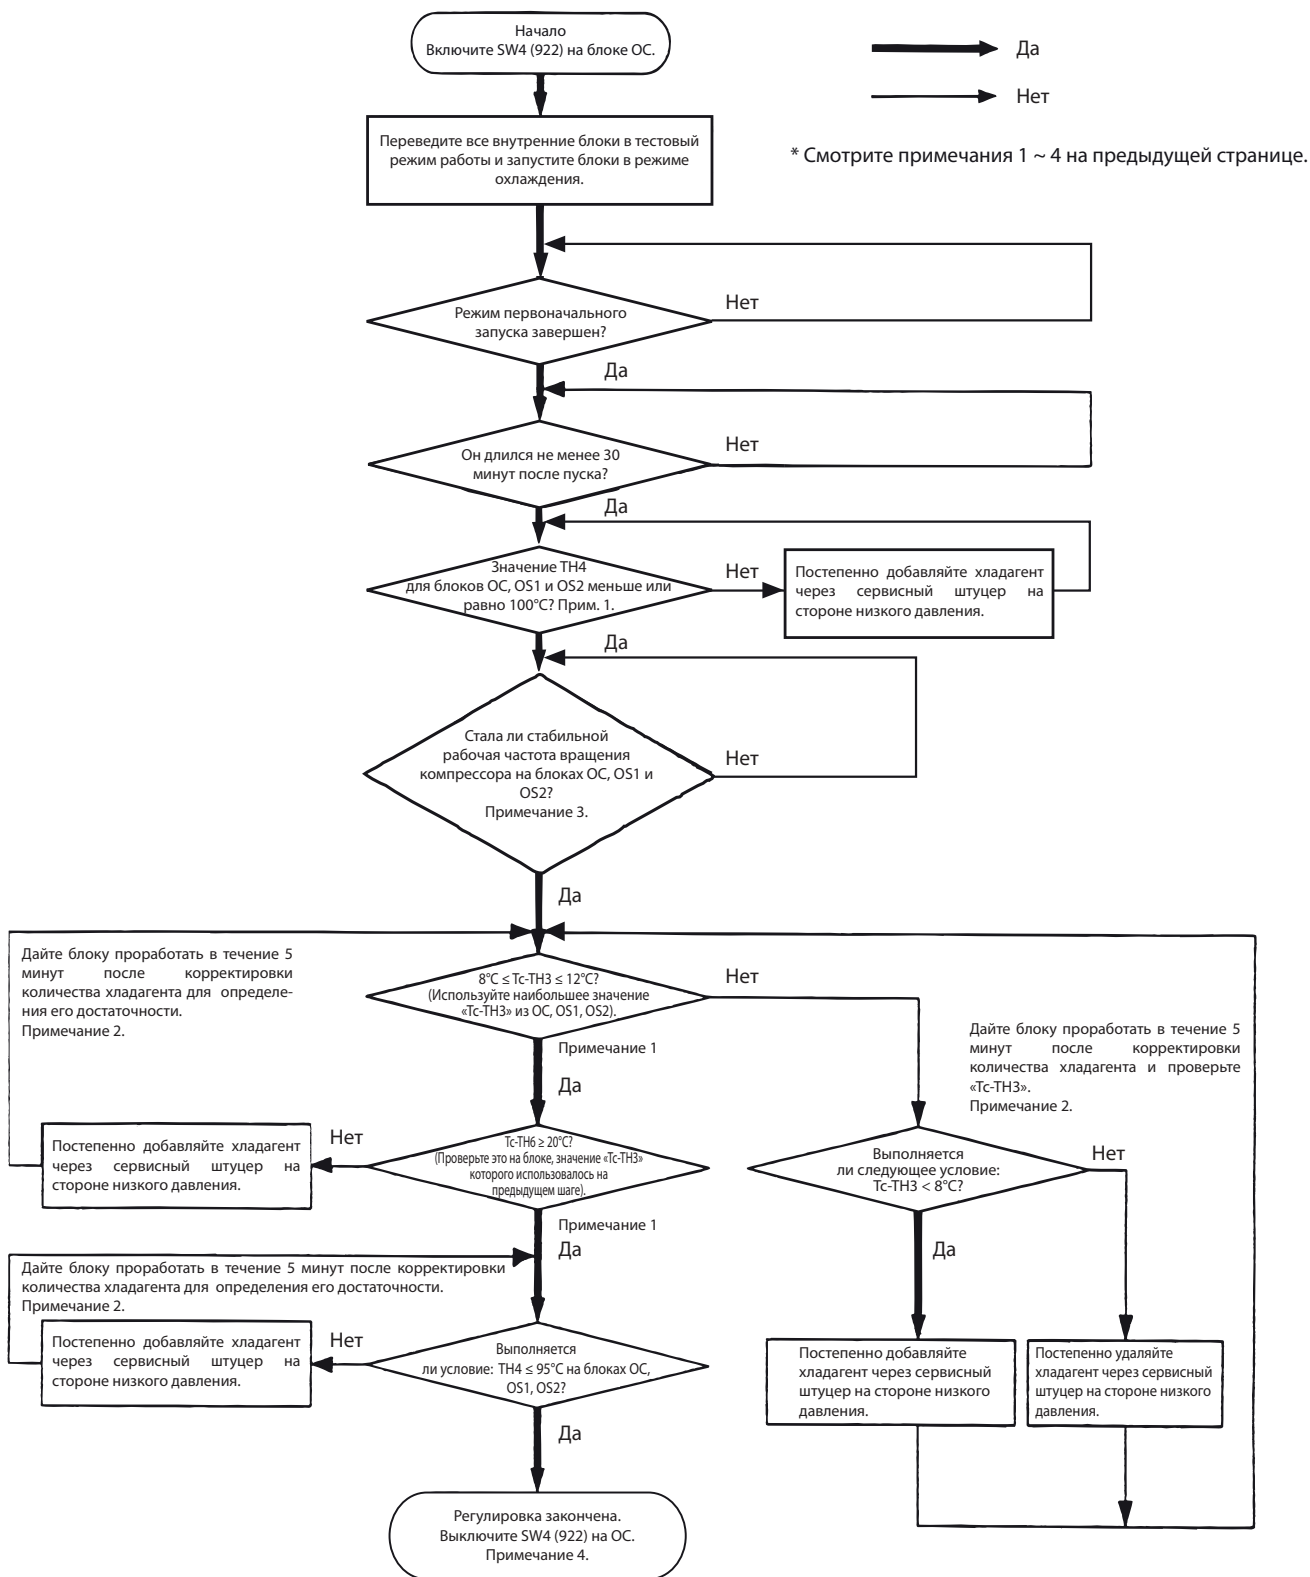 Начало
Включите SW4 (922) на блоке OC.
Да
Нет
* Смотрите примечания 1 ~ 4 на предыдущей странице.
Переведите все внутренние блоки в тестовый
режим работы и запустите блоки в режиме
охлаждения.
Режим первоначального
запуска завершен?
Нет
Да
Он длился не менее 30
минут после пуска?
Нет
Да
Значение TH4
для блоков OC, OS1 и OS2 меньше или
равно 100°C? Прим. 1.
Нет
Постепенно добавляйте хладагент
через сервисный штуцер на
стороне низкого давления.
Да
Стала ли стабильной
рабочая частота вращения
компрессора на блоках OC, OS1 и
OS2?
Примечание 3.
Нет
Да
Дайте блоку проработать в течение 5
минут после корректировки
количества хладагента для определе-
ния его достаточности.
Примечание 2.
8°C ≤ Tc-TH3 ≤ 12°C?
(Используйте наибольшее значение
«Tc-TH3» из OC, OS1, OS2).
Нет
Примечание 1
Да
Дайте блоку проработать в течение 5
минут после корректировки
количества хладагента и проверьте
«Tc-TH3».
Примечание 2.
Постепенно добавляйте хладагент
через сервисный штуцер на
стороне низкого давления.
Нет
Tc-TH6 ≥ 20°C?
(Проверьте это на блоке, значение «Tc-TH3»
которого использовалось на
предыдущем шаге).
Выполняется
ли следующее условие:
Tc-TH3 < 8°C?
Нет
Примечание 1
Да
Да
Дайте блоку проработать в течение 5 минут после корректировки
количества хладагента для определения его достаточности.
Примечание 2.
Постепенно добавляйте хладагент
через сервисный штуцер на
стороне низкого давления.
Нет
Выполняется
ли условие: TH4 ≤ 95°C на блоках OC,
OS1, OS2?
Постепенно добавляйте
хладагент через сервисный
штуцер на стороне низкого
давления.
Постепенно удаляйте
хладагент через сервисный
штуцер на стороне низкого
давления.
Да
Регулировка закончена.
Выключите SW4 (922) на OC.
Примечание 4.